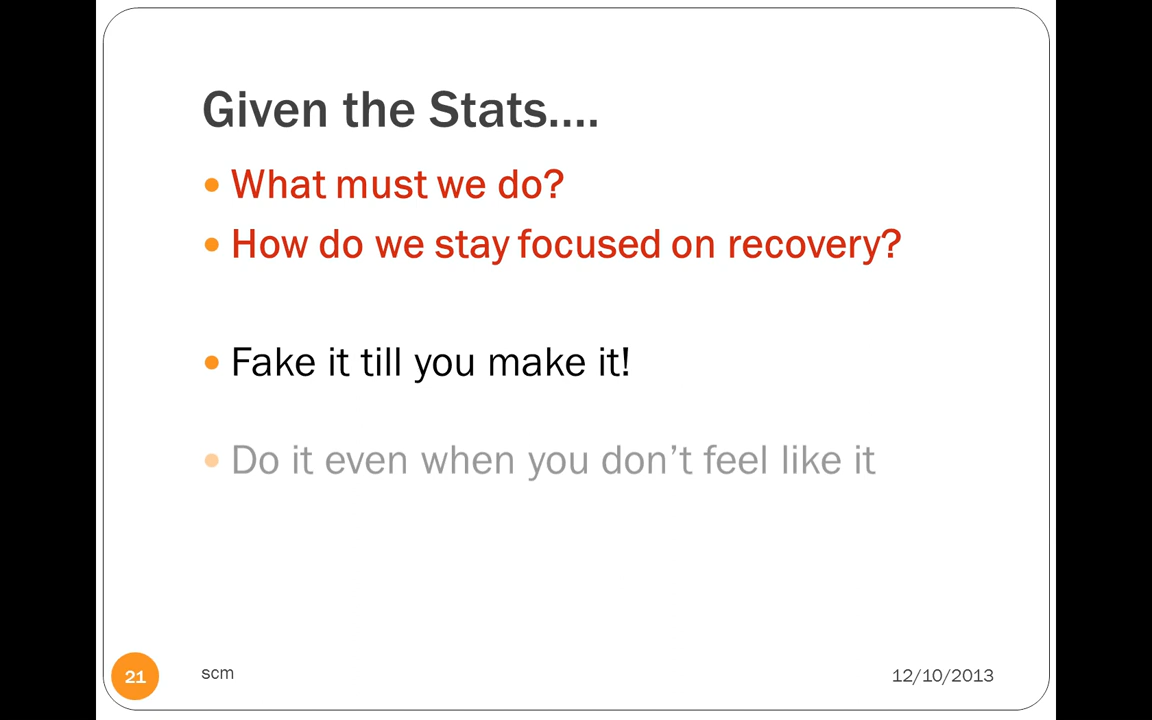 Given the Stats....
What must we do?
How do we stay focused on recovery?
Fake it till you make it!
Do it even when you don’t feel like it
21
scm
12/10/2013